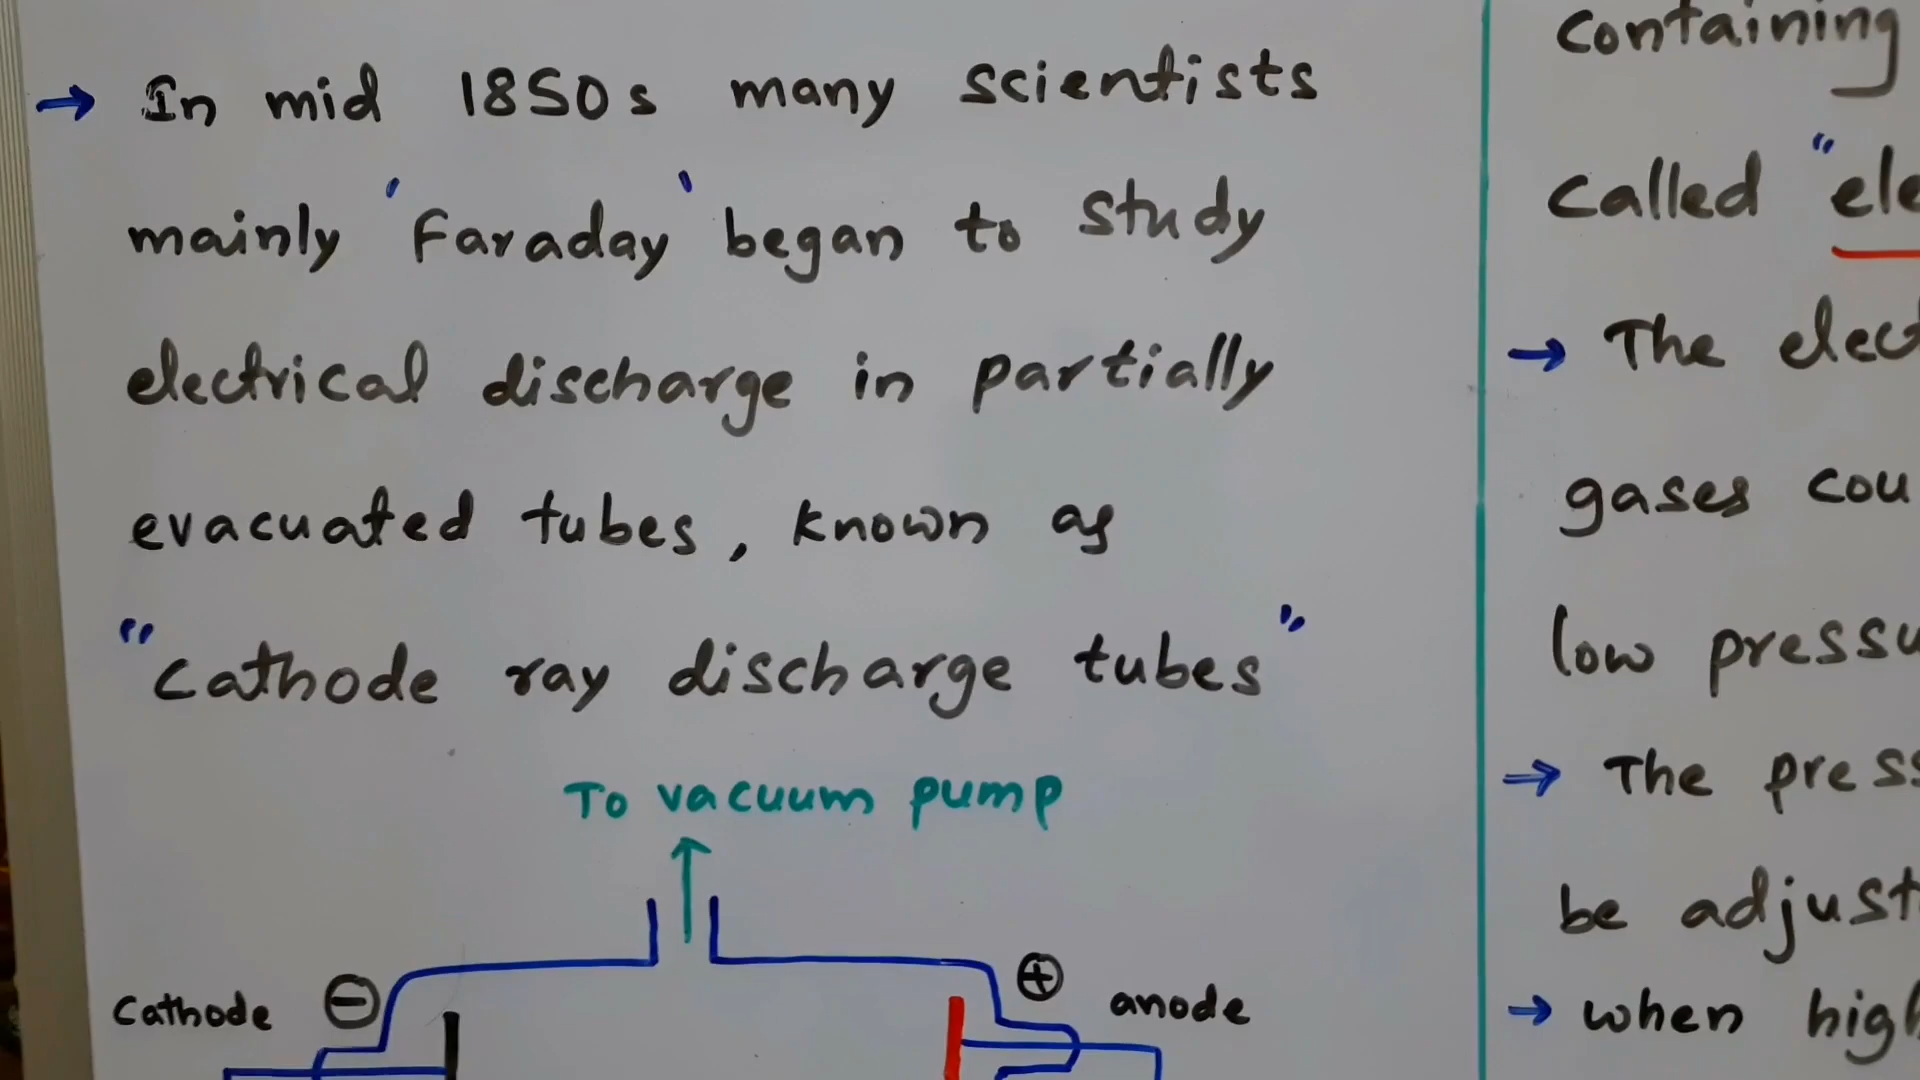 → In mid 1850s many scientists
mainly 'Faraday' began to study
electrical discharge in partially
evacuated tubes, known as
"Cathode ray discharge tubes"
To vacuum pump
Cathode ⊖
⊕ anode
containing
called "ele
→ The elect
gases cou
low pressu
→ The press
be adjust
→ when high